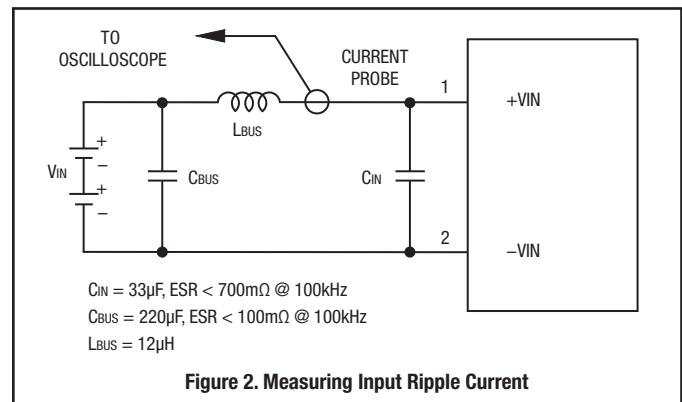 TO
OSCILLOSCOPE
CURRENT
PROBE
1
+VIN
LBUS
+
VIN
–
+
–
CBUS
CIN
2
–VIN
CIN = 33μF, ESR < 700mΩ @ 100kHz
CBUS = 220μF, ESR < 100mΩ @ 100kHz
LBUS = 12μH
Figure 2. Measuring Input Ripple Current